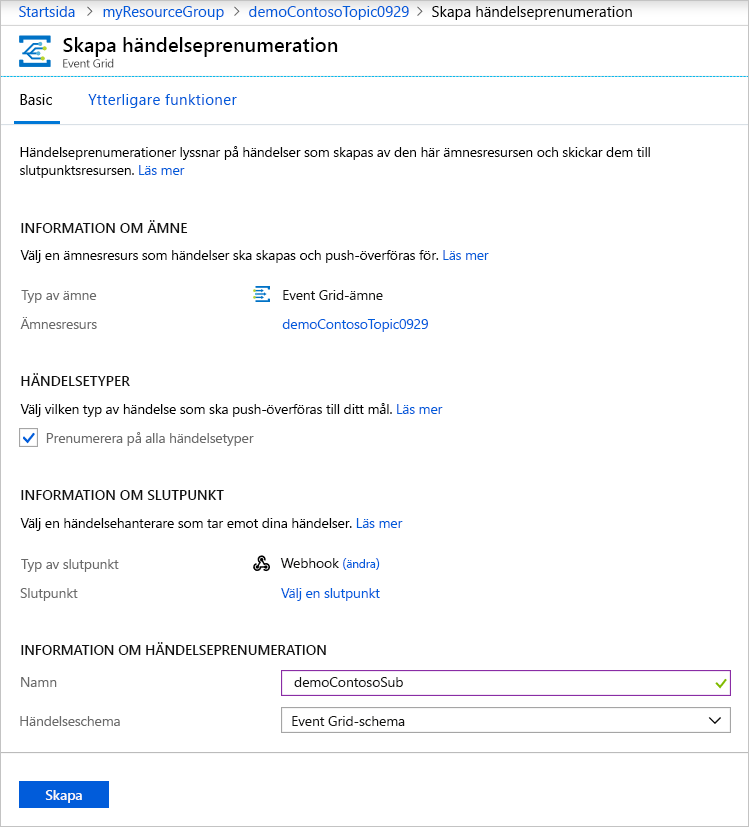 Startsida > myResourceGroup > demoContosoTopic0929 > Skapa händelseprenumeration
Skapa händelseprenumeration
Event Grid
Basic Ytterligare funktioner
Händelseprenumerationer lyssnar på händelser som skapas av den här ämnesresursen och skickar dem till
slutpunktsresursen. Läs mer
INFORMATION OM ÄMNE
Välj en ämnesresurs som händelser ska skapas och push-överföras för. Läs mer
Typ av ämne Event Grid-ämne
Ämnesresurs demoContosoTopic0929
HÄNDELSETYPER
Välj vilken typ av händelse som ska push-överföras till ditt mål. Läs mer
Prenumerera på alla händelsetyper
INFORMATION OM SLUTPUNKT
Välj en händelsehanterare som tar emot dina händelser. Läs mer
Typ av slutpunkt Webhook (ändra)
Slutpunkt Välj en slutpunkt
INFORMATION OM HÄNDELSEPRENUMERATION
Namn demoContosoSub
Händelseschema Event Grid-schema
Skapa